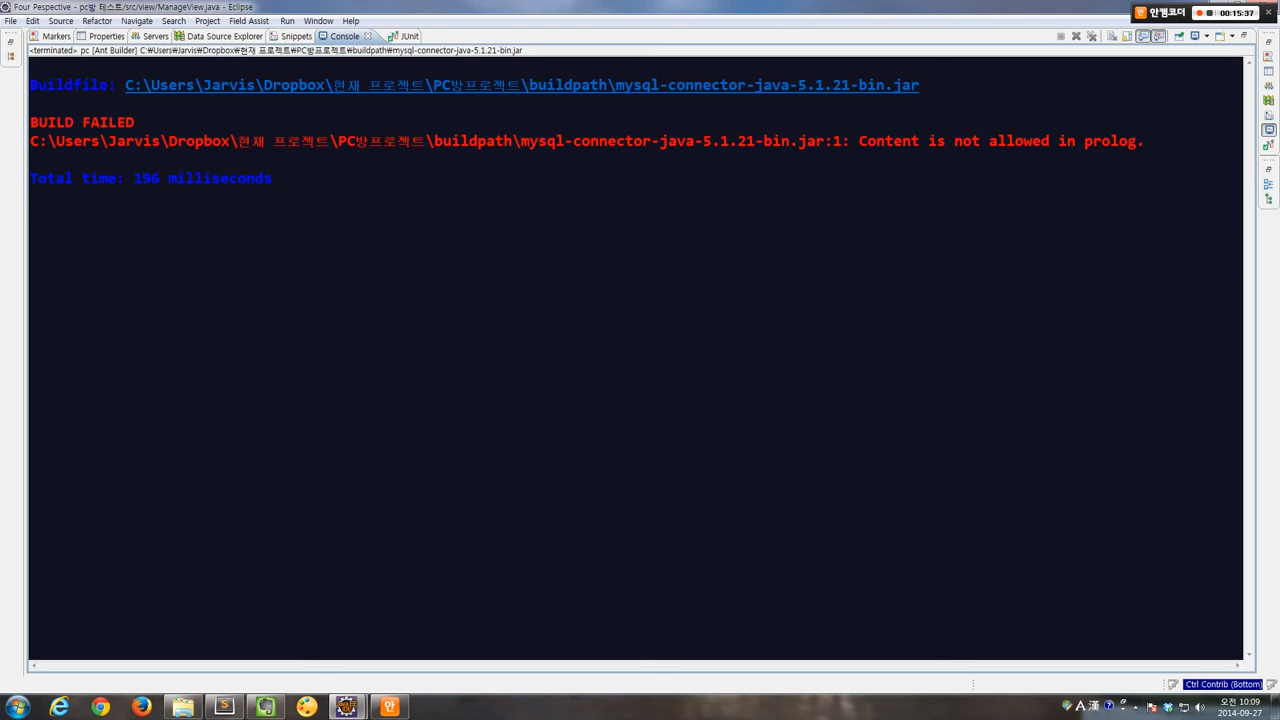 Four Pespective - pc방 테스트/src/view/ManageView.java - Eclipse
안캠코더 00:15:37
File Edit Source Refactor Navigate Search Project Field Assist Run Window Help
Markers Properties Servers Data Source Explorer Snippets Console JUnit
<terminated> pc [Ant Builder] C:₩Users₩Jarvis₩Dropbox₩현재 프로젝트₩PC방프로젝트₩buildpath₩mysql-connector-java-5.1.21-bin.jar
Buildfile: C:\Users\Jarvis\Dropbox\현재 프로젝트\PC방프로젝트\buildpath\mysql-connector-java-5.1.21-bin.jar
BUILD FAILED
C:\Users\Jarvis\Dropbox\현재 프로젝트\PC방프로젝트\buildpath\mysql-connector-java-5.1.21-bin.jar:1: Content is not allowed in prolog.
Total time: 196 milliseconds
Ctrl Contrib (Bottom)
A 漢
오전 10:09
2014-09-27